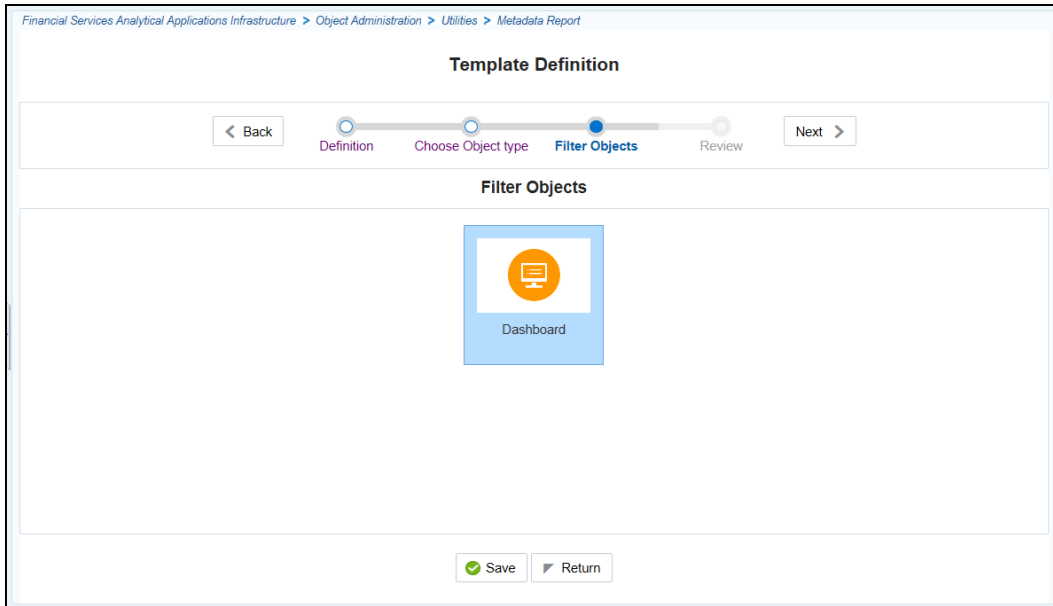 Financial Services Analytical Applications Infrastructure > Object Administration > Utilities > Metadata Report
Template Definition
Back
Definition
Choose Object type
Filter Objects
Review
Next
Filter Objects
Dashboard
Save
Return